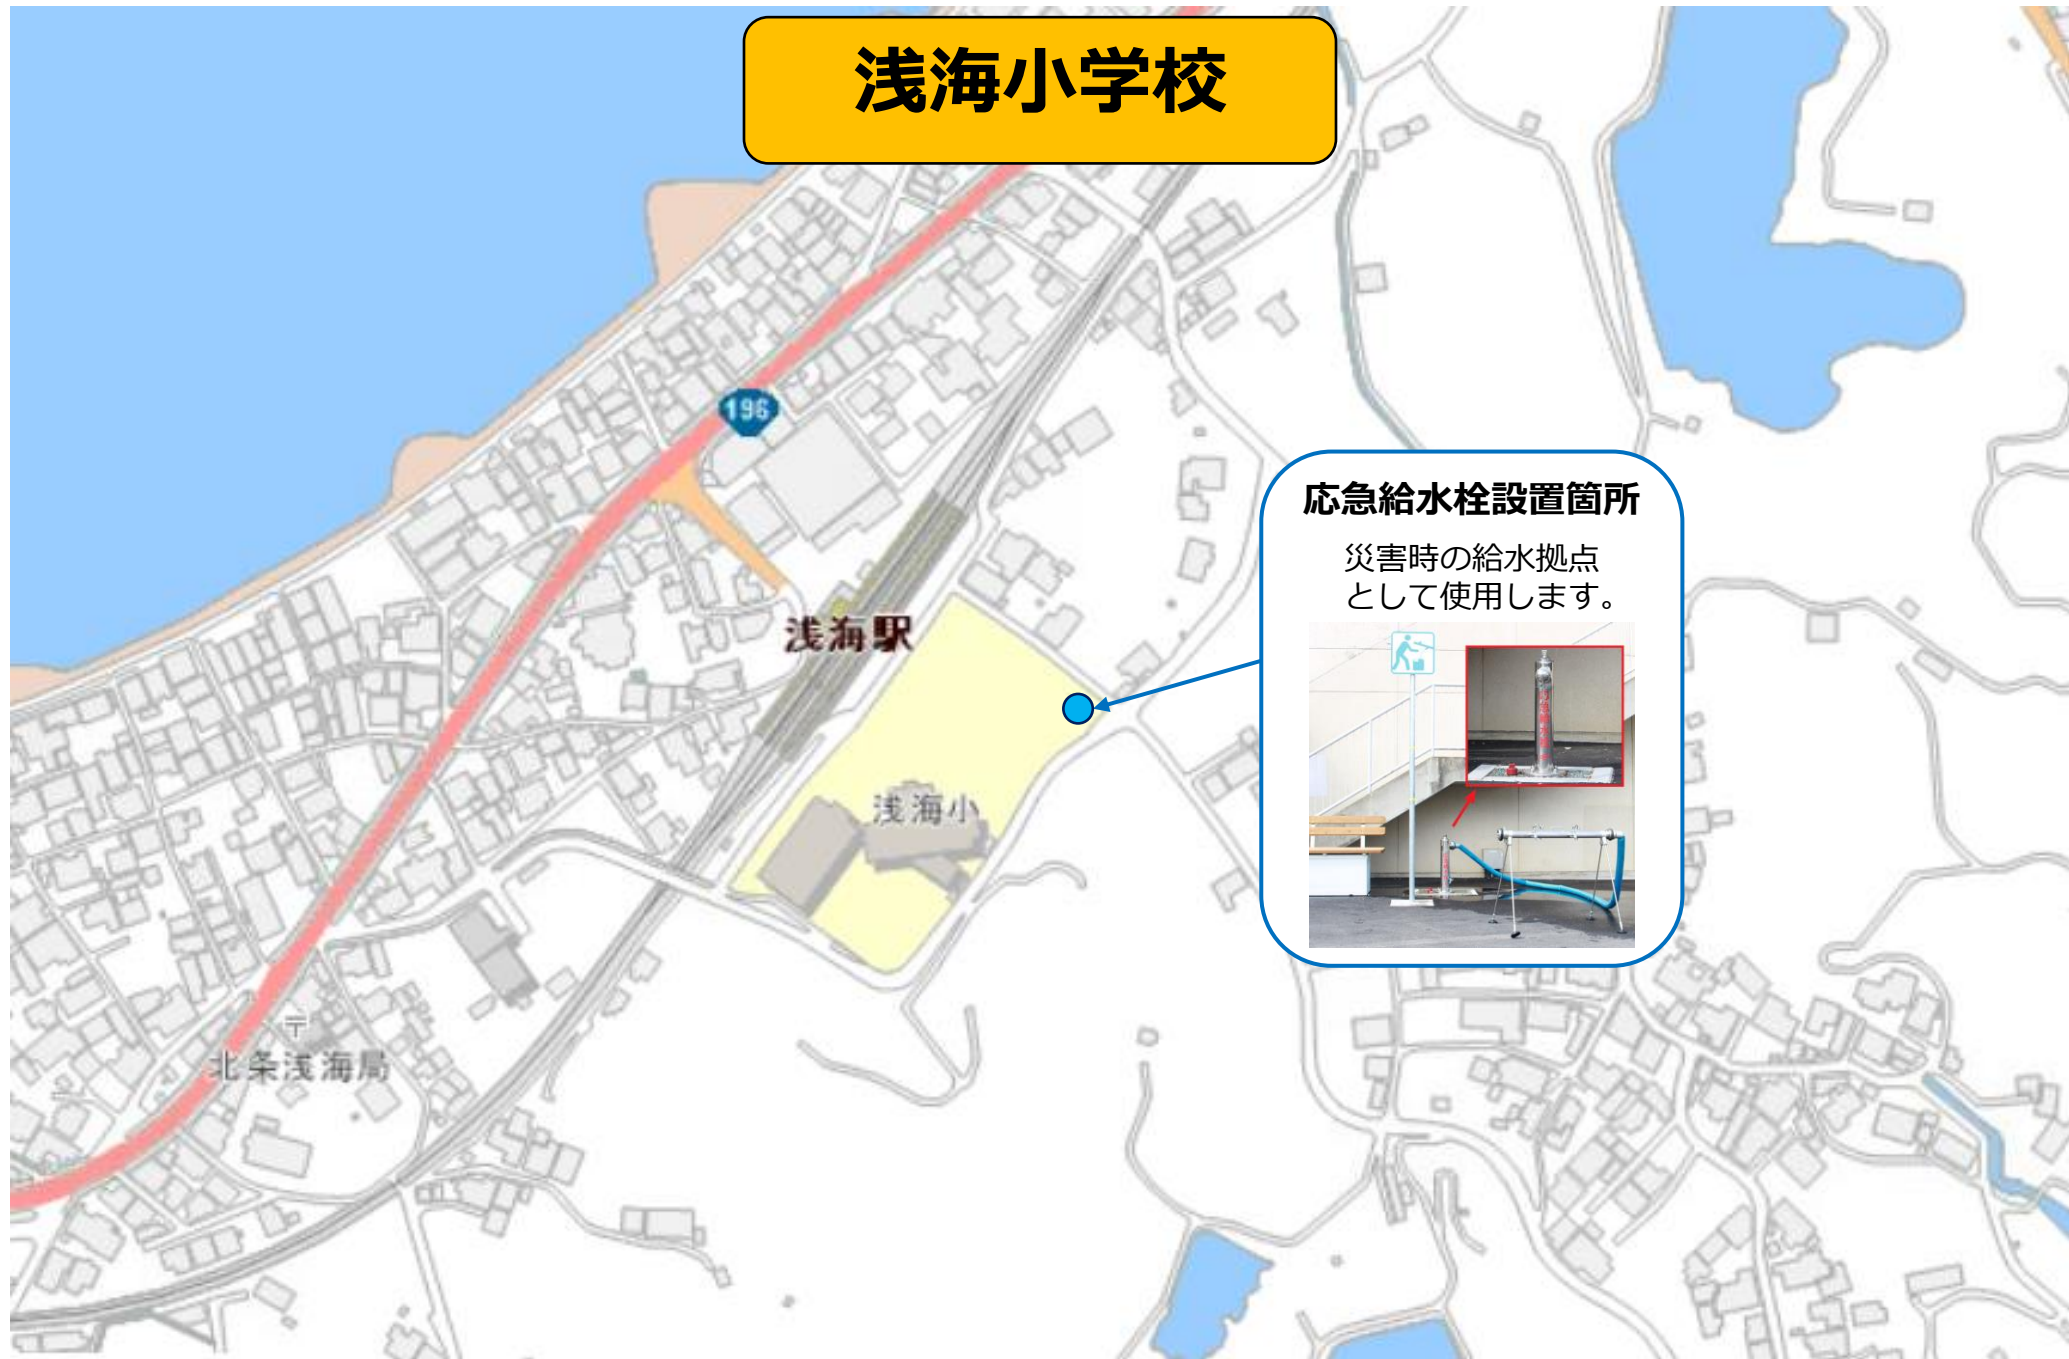 浅海小学校
196
応急給水栓設置箇所
災害時の給水拠点
として使用します。
浅海駅
浅海小
〒
北条浅海局